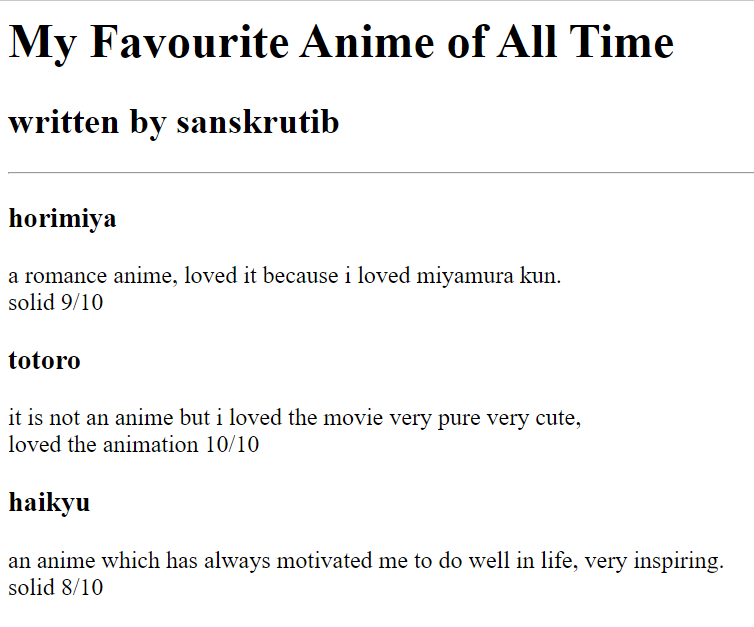 My Favourite Anime of All Time
written by sanskrutib
horimiya
a romance anime, loved it because i loved miyamura kun.
solid 9/10
totoro
it is not an anime but i loved the movie very pure very cute,
loved the animation 10/10
haikyu
an anime which has always motivated me to do well in life, very inspiring.
solid 8/10